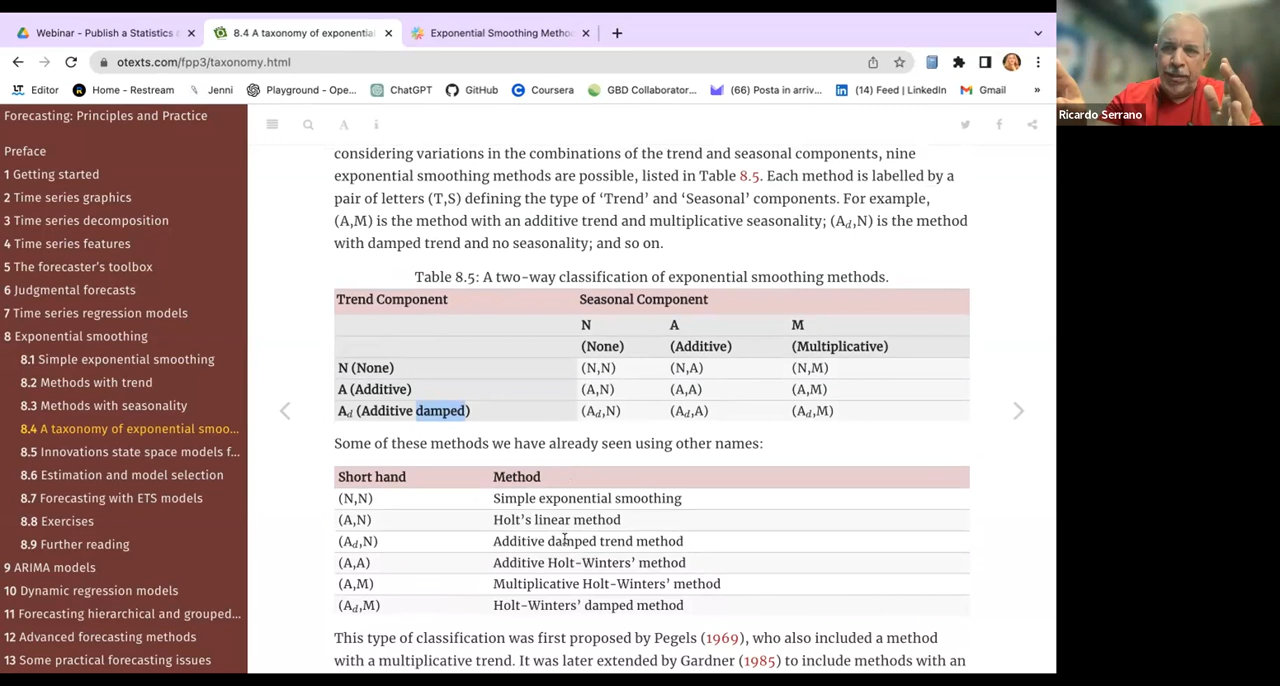 Webinar - Publish a Statistics
8.4 A taxonomy of exponential
Exponential Smoothing Metho
otexts.com/fpp3/taxonomy.html
Editor
Home - Restream
Jenni
Playground - Ope...
ChatGPT
GitHub
Coursera
GBD Collaborator...
(66) Posta in arriv...
(14) Feed | LinkedIn
Gmail
»
Forecasting: Principles and Practice
Preface
1 Getting started
2 Time series graphics
3 Time series decomposition
4 Time series features
5 The forecaster's toolbox
6 Judgmental forecasts
7 Time series regression models
8 Exponential smoothing
8.1 Simple exponential smoothing
8.2 Methods with trend
8.3 Methods with seasonality
8.4 A taxonomy of exponential smoo...
8.5 Innovations state space models f...
8.6 Estimation and model selection
8.7 Forecasting with ETS models
8.8 Exercises
8.9 Further reading
9 ARIMA models
10 Dynamic regression models
11 Forecasting hierarchical and grouped...
12 Advanced forecasting methods
13 Some practical forecasting issues
considering variations in the combinations of the trend and seasonal components, nine
exponential smoothing methods are possible, listed in Table 8.5. Each method is labelled by a
pair of letters (T,S) defining the type of ‘Trend’ and ‘Seasonal’ components. For example,
(A,M) is the method with an additive trend and multiplicative seasonality; (Ad,N) is the method
with damped trend and no seasonality; and so on.
Table 8.5: A two-way classification of exponential smoothing methods.
Trend Component Seasonal Component
N A M
(None) (Additive) (Multiplicative)
N (None) (N,N) (N,A) (N,M)
A (Additive) (A,N) (A,A) (A,M)
Ad (Additive damped) (Ad,N) (Ad,A) (Ad,M)
Some of these methods we have already seen using other names:
Short hand Method
(N,N) Simple exponential smoothing
(A,N) Holt’s linear method
(Ad,N) Additive damped trend method
(A,A) Additive Holt-Winters’ method
(A,M) Multiplicative Holt-Winters’ method
(Ad,M) Holt-Winters’ damped method
This type of classification was first proposed by Pegels (1969), who also included a method
with a multiplicative trend. It was later extended by Gardner (1985) to include methods with an
Ricardo Serrano